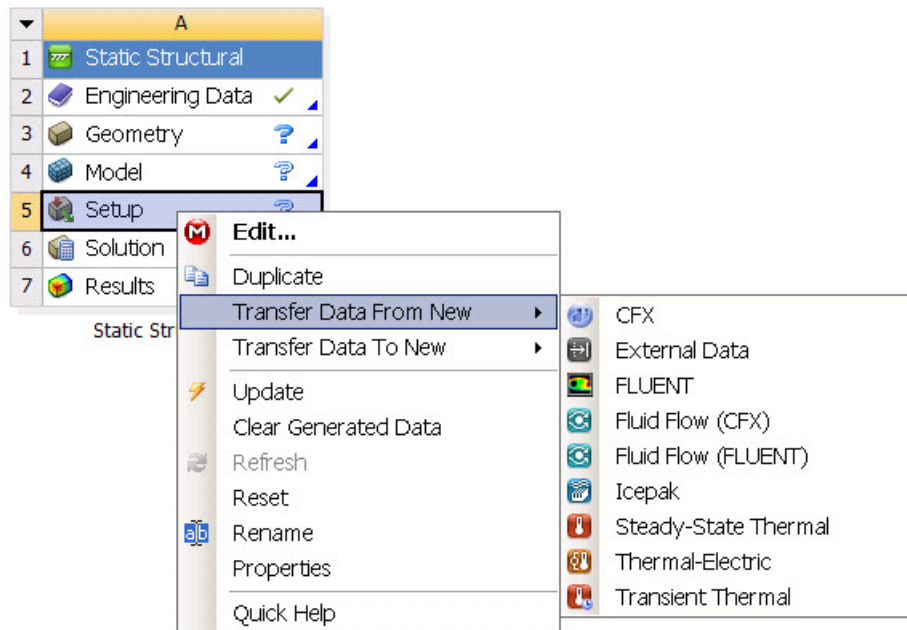 A
1 Static Structural
2 Engineering Data
3 Geometry
4 Model
5 Setup
6 Solution
7 Results
Static Str
Edit...
Duplicate
Transfer Data From New
Transfer Data To New
Update
Clear Generated Data
Refresh
Reset
Rename
Properties
Quick Help
CFX
External Data
FLUENT
Fluid Flow (CFX)
Fluid Flow (FLUENT)
Icepak
Steady-State Thermal
Thermal-Electric
Transient Thermal